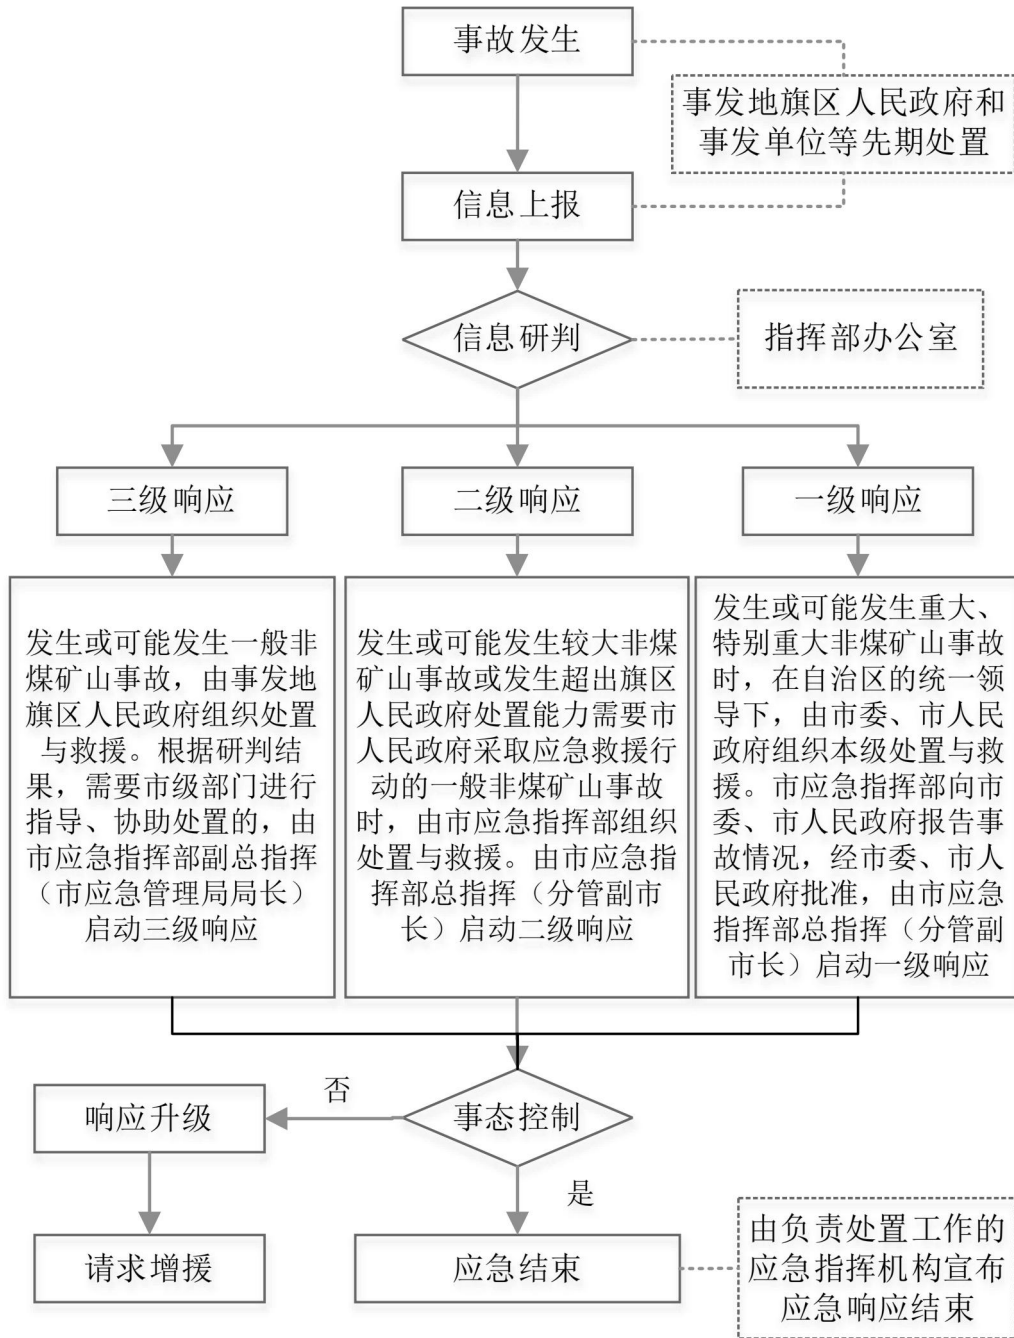 事故发生
事发地旗区人民政府和
事发单位等先期处置
信息上报
信息研判
指挥部办公室
三级响应
二级响应
一级响应
发生或可能发生一般非
煤矿山事故，由事发地
旗区人民政府组织处置
与救援。根据研判结
果，需要市级部门进行
指导、协助处置的，由
市应急指挥部副总指挥
（市应急管理局局长）
启动三级响应
发生或可能发生较大非煤
矿山事故或发生超出旗区
人民政府处置能力需要市
人民政府采取应急救援行
动的一般非煤矿山事故
时，由市应急指挥部组织
处置与救援。由市应急指
挥部总指挥（分管副市
长）启动二级响应
发生或可能发生重大、
特别重大非煤矿山事故
时，在自治区的统一领
导下，由市委、市人民
政府组织本级处置与救
援。市应急指挥部向市
委、市人民政府报告事
故情况，经市委、市人
民政府批准，由市应急
指挥部总指挥（分管副
市长）启动一级响应
否
响应升级
事态控制
是
请求增援
应急结束
由负责处置工作的
应急指挥机构宣布
应急响应结束